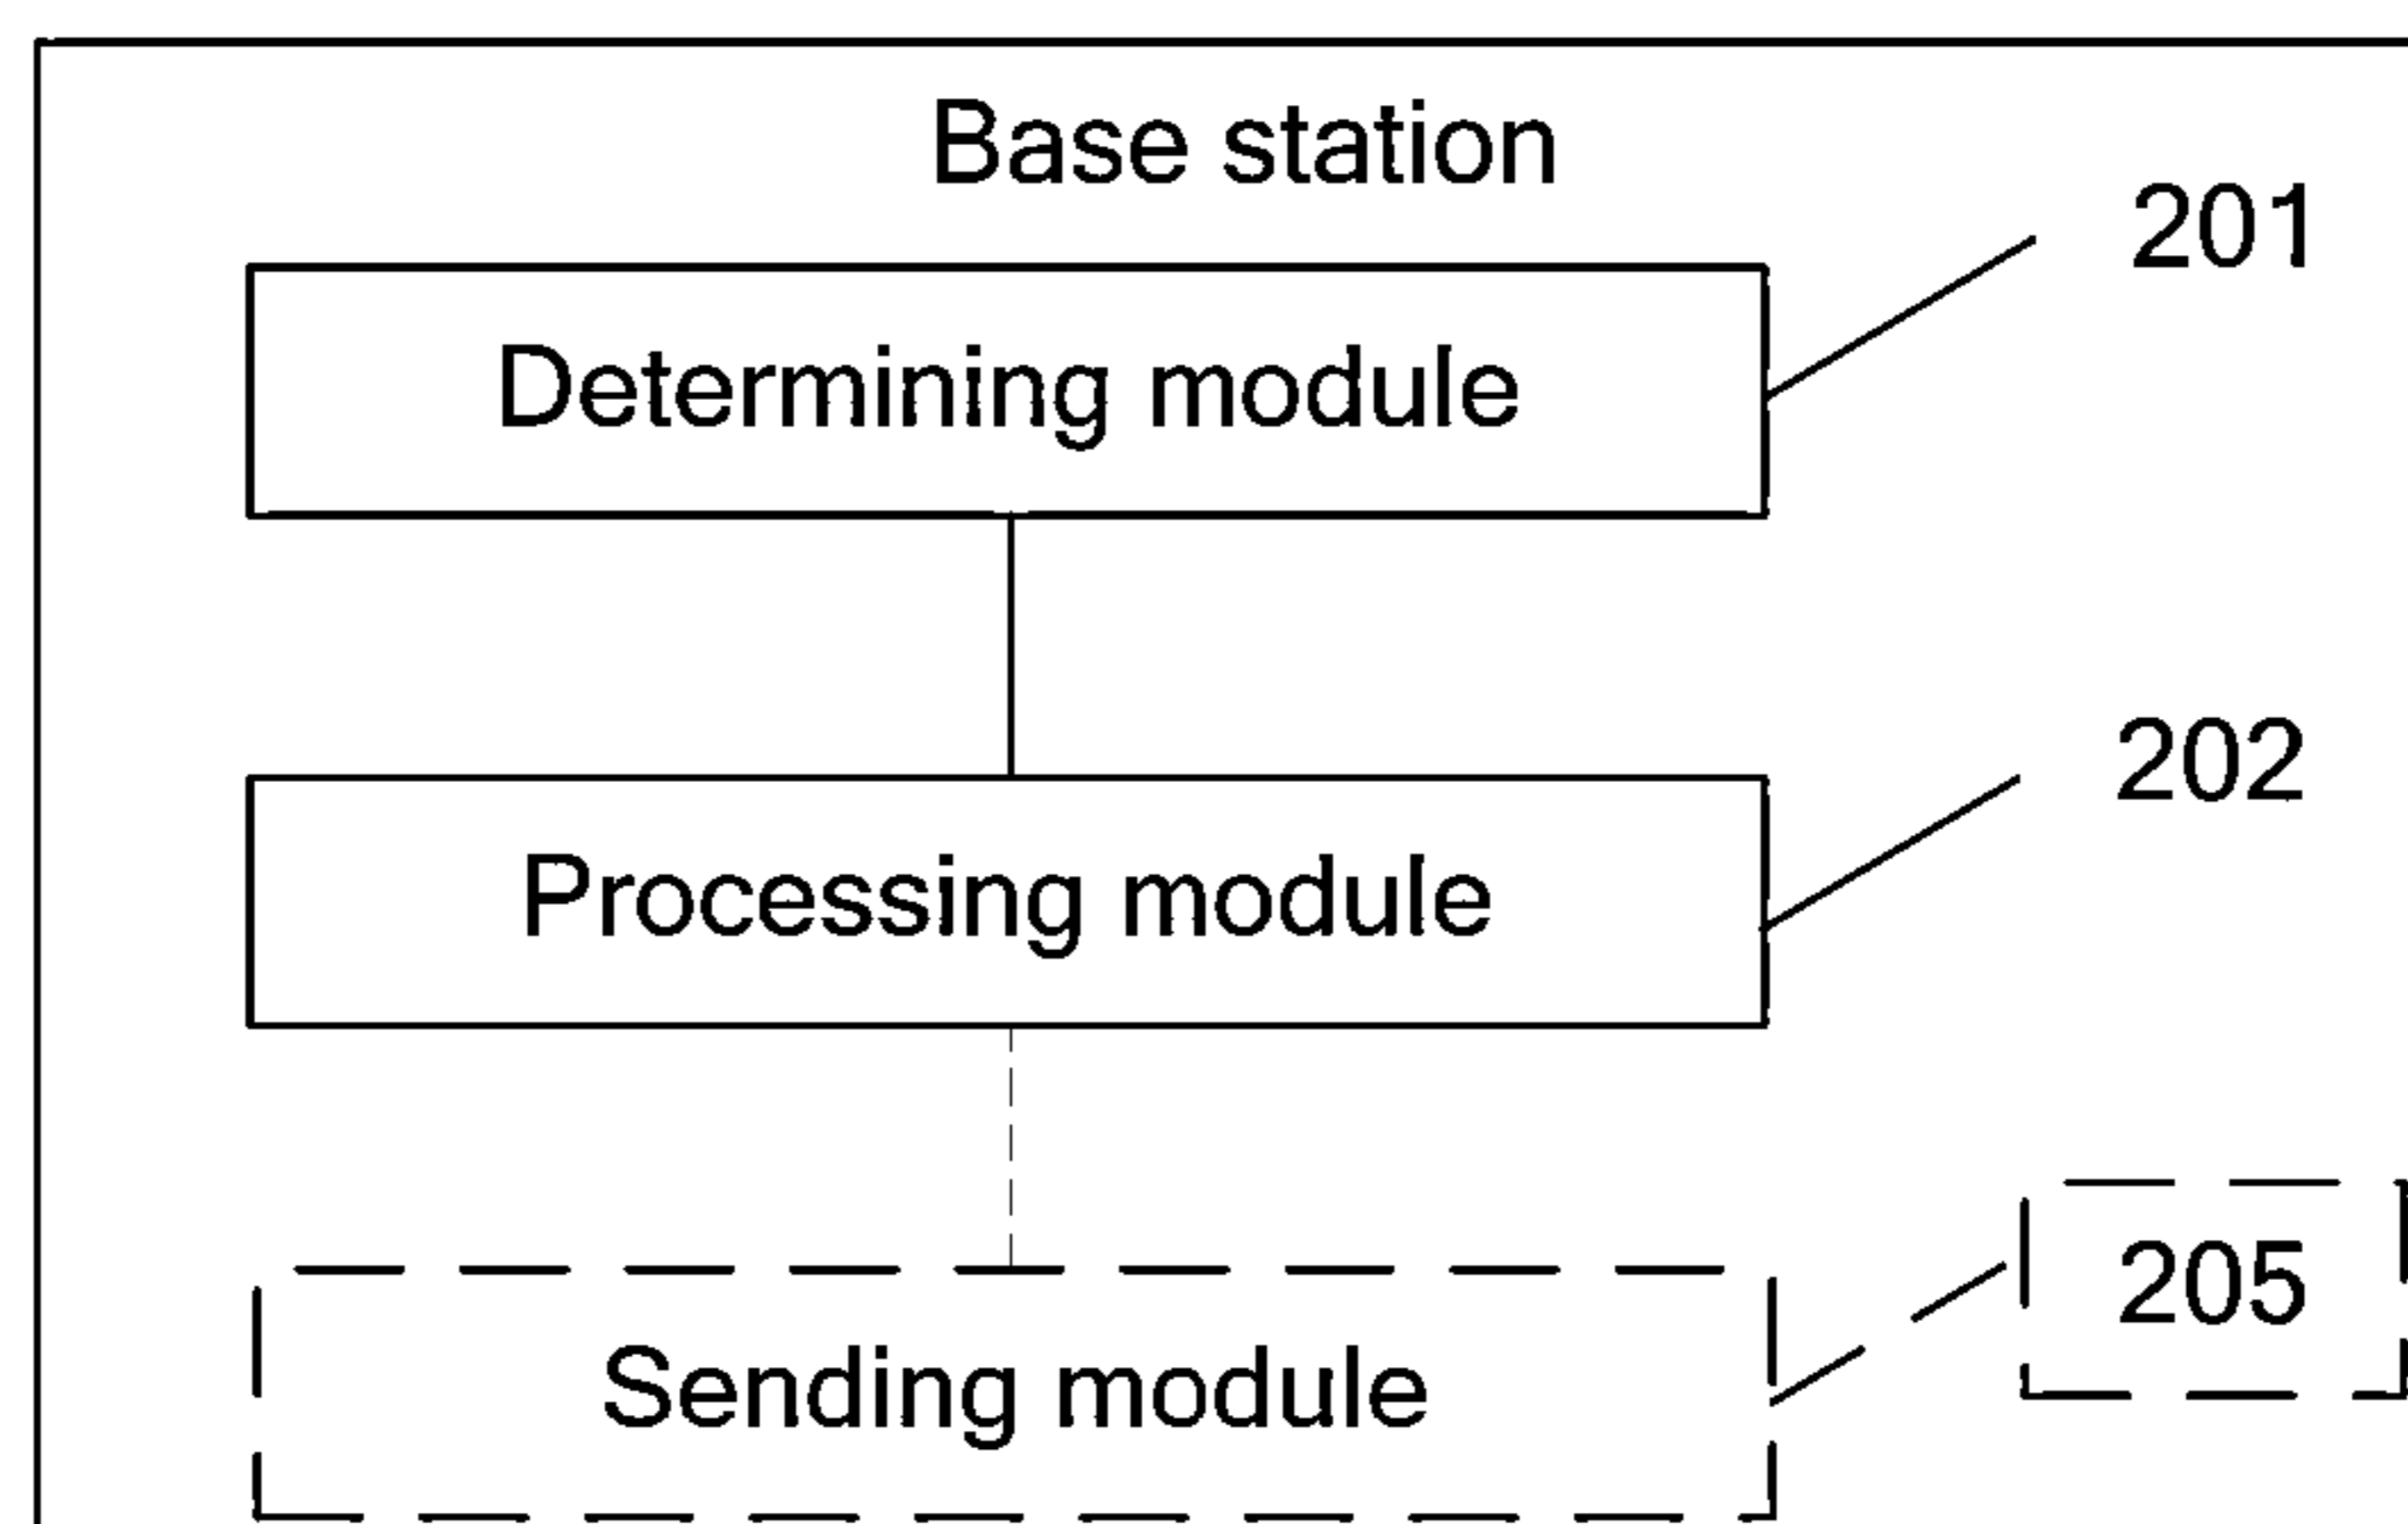 Base station
201
Determining module
202
Processing module
205
Sending module